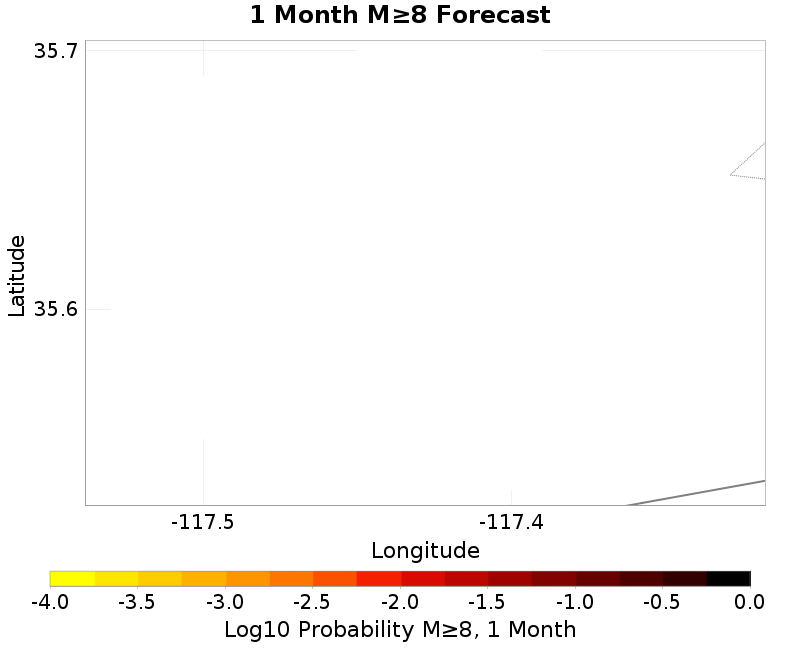 1 Month M≥8 Forecast
35.7
35.6
Latitude
-117.5 -117.4
Longitude
-4.0 -3.5 -3.0 -2.5 -2.0 -1.5 -1.0 -0.5 0.0
Log10 Probability M≥8, 1 Month